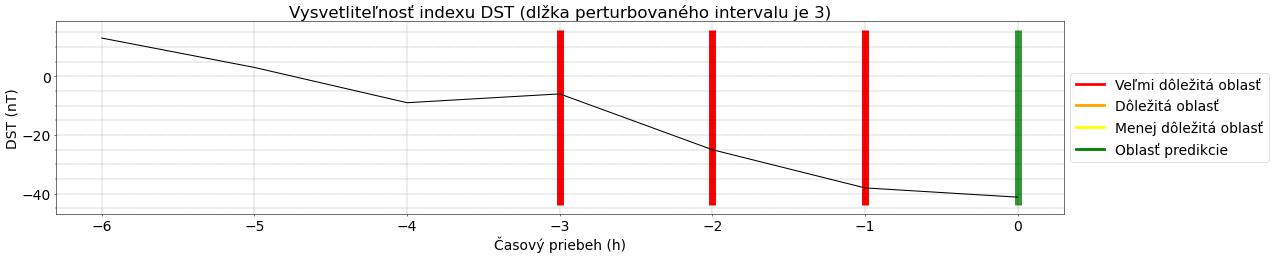 Vysvetliteľnosť indexu DST (dĺžka perturbovaného intervalu je 3)
DST (nT)
0
−20
−40
−6 −5 −4 −3 −2 −1 0
Časový priebeh (h)
Veľmi dôležitá oblasť
Dôležitá oblasť
Menej dôležitá oblasť
Oblasť predikcie